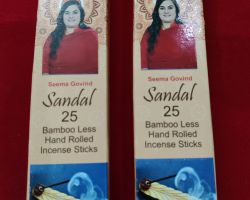 Seema Govind
Sandal
25
Bamboo Less
Hand Rolled
Incense Sticks
Seema Govind
Sandal
25
Bamboo Less
Hand Rolled
Incense Sticks